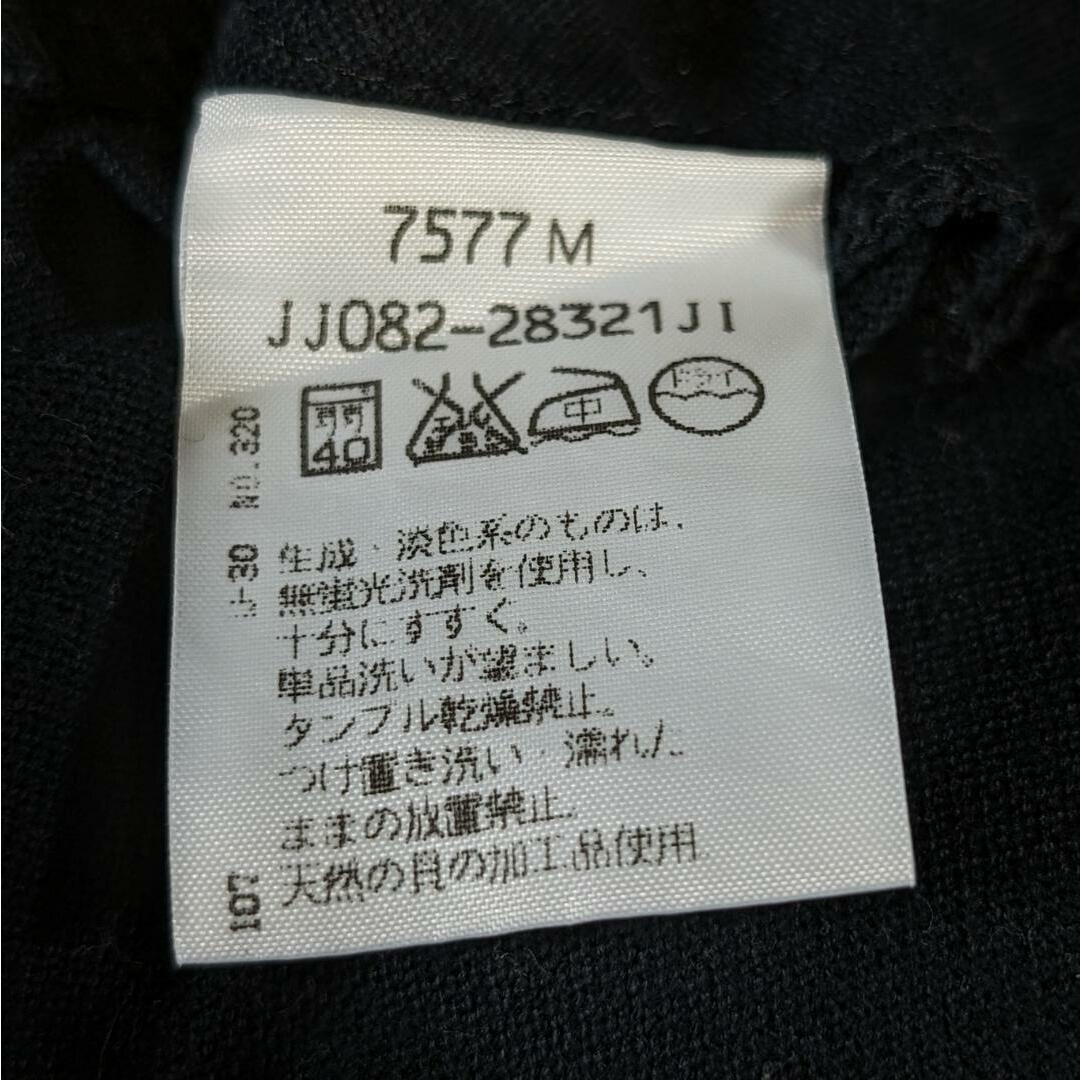 7577 M
JJ082-28321JI
40
中
ドライ
生成・淡色系のものは、
無蛍光洗剤を使用し、
十分にすすぐ。
単品洗いが望ましい。
タンブル乾燥禁止。
つけ置き洗い・濡れた
ままの放置禁止。
天然の貝の加工品使用
NO.320
107